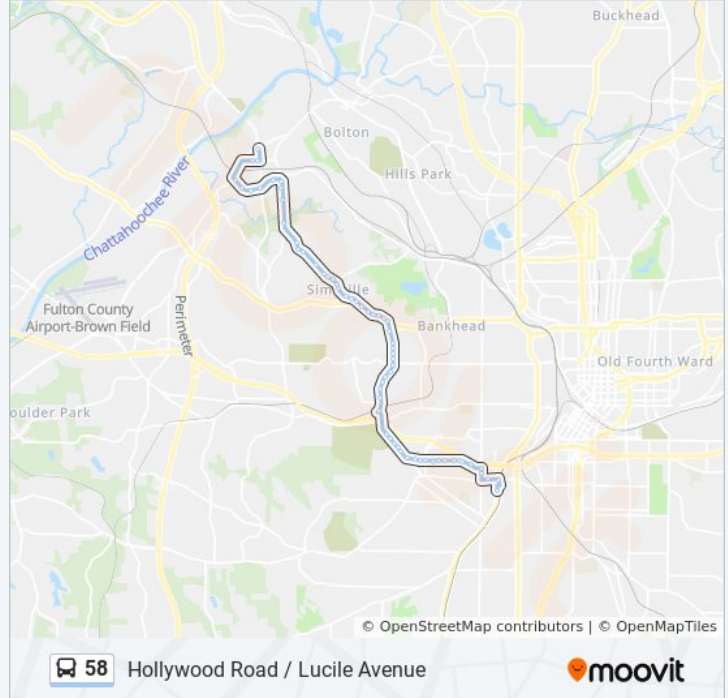 Buckhead
Bolton
Hills Park
Chattahoochee River
Fulton County
Airport-Brown Field
Perimeter
Bankhead
Old Fourth Ward
oulder Park
© OpenStreetMap contributors | © OpenMapTiles
58 Hollywood Road / Lucile Avenue
moovit